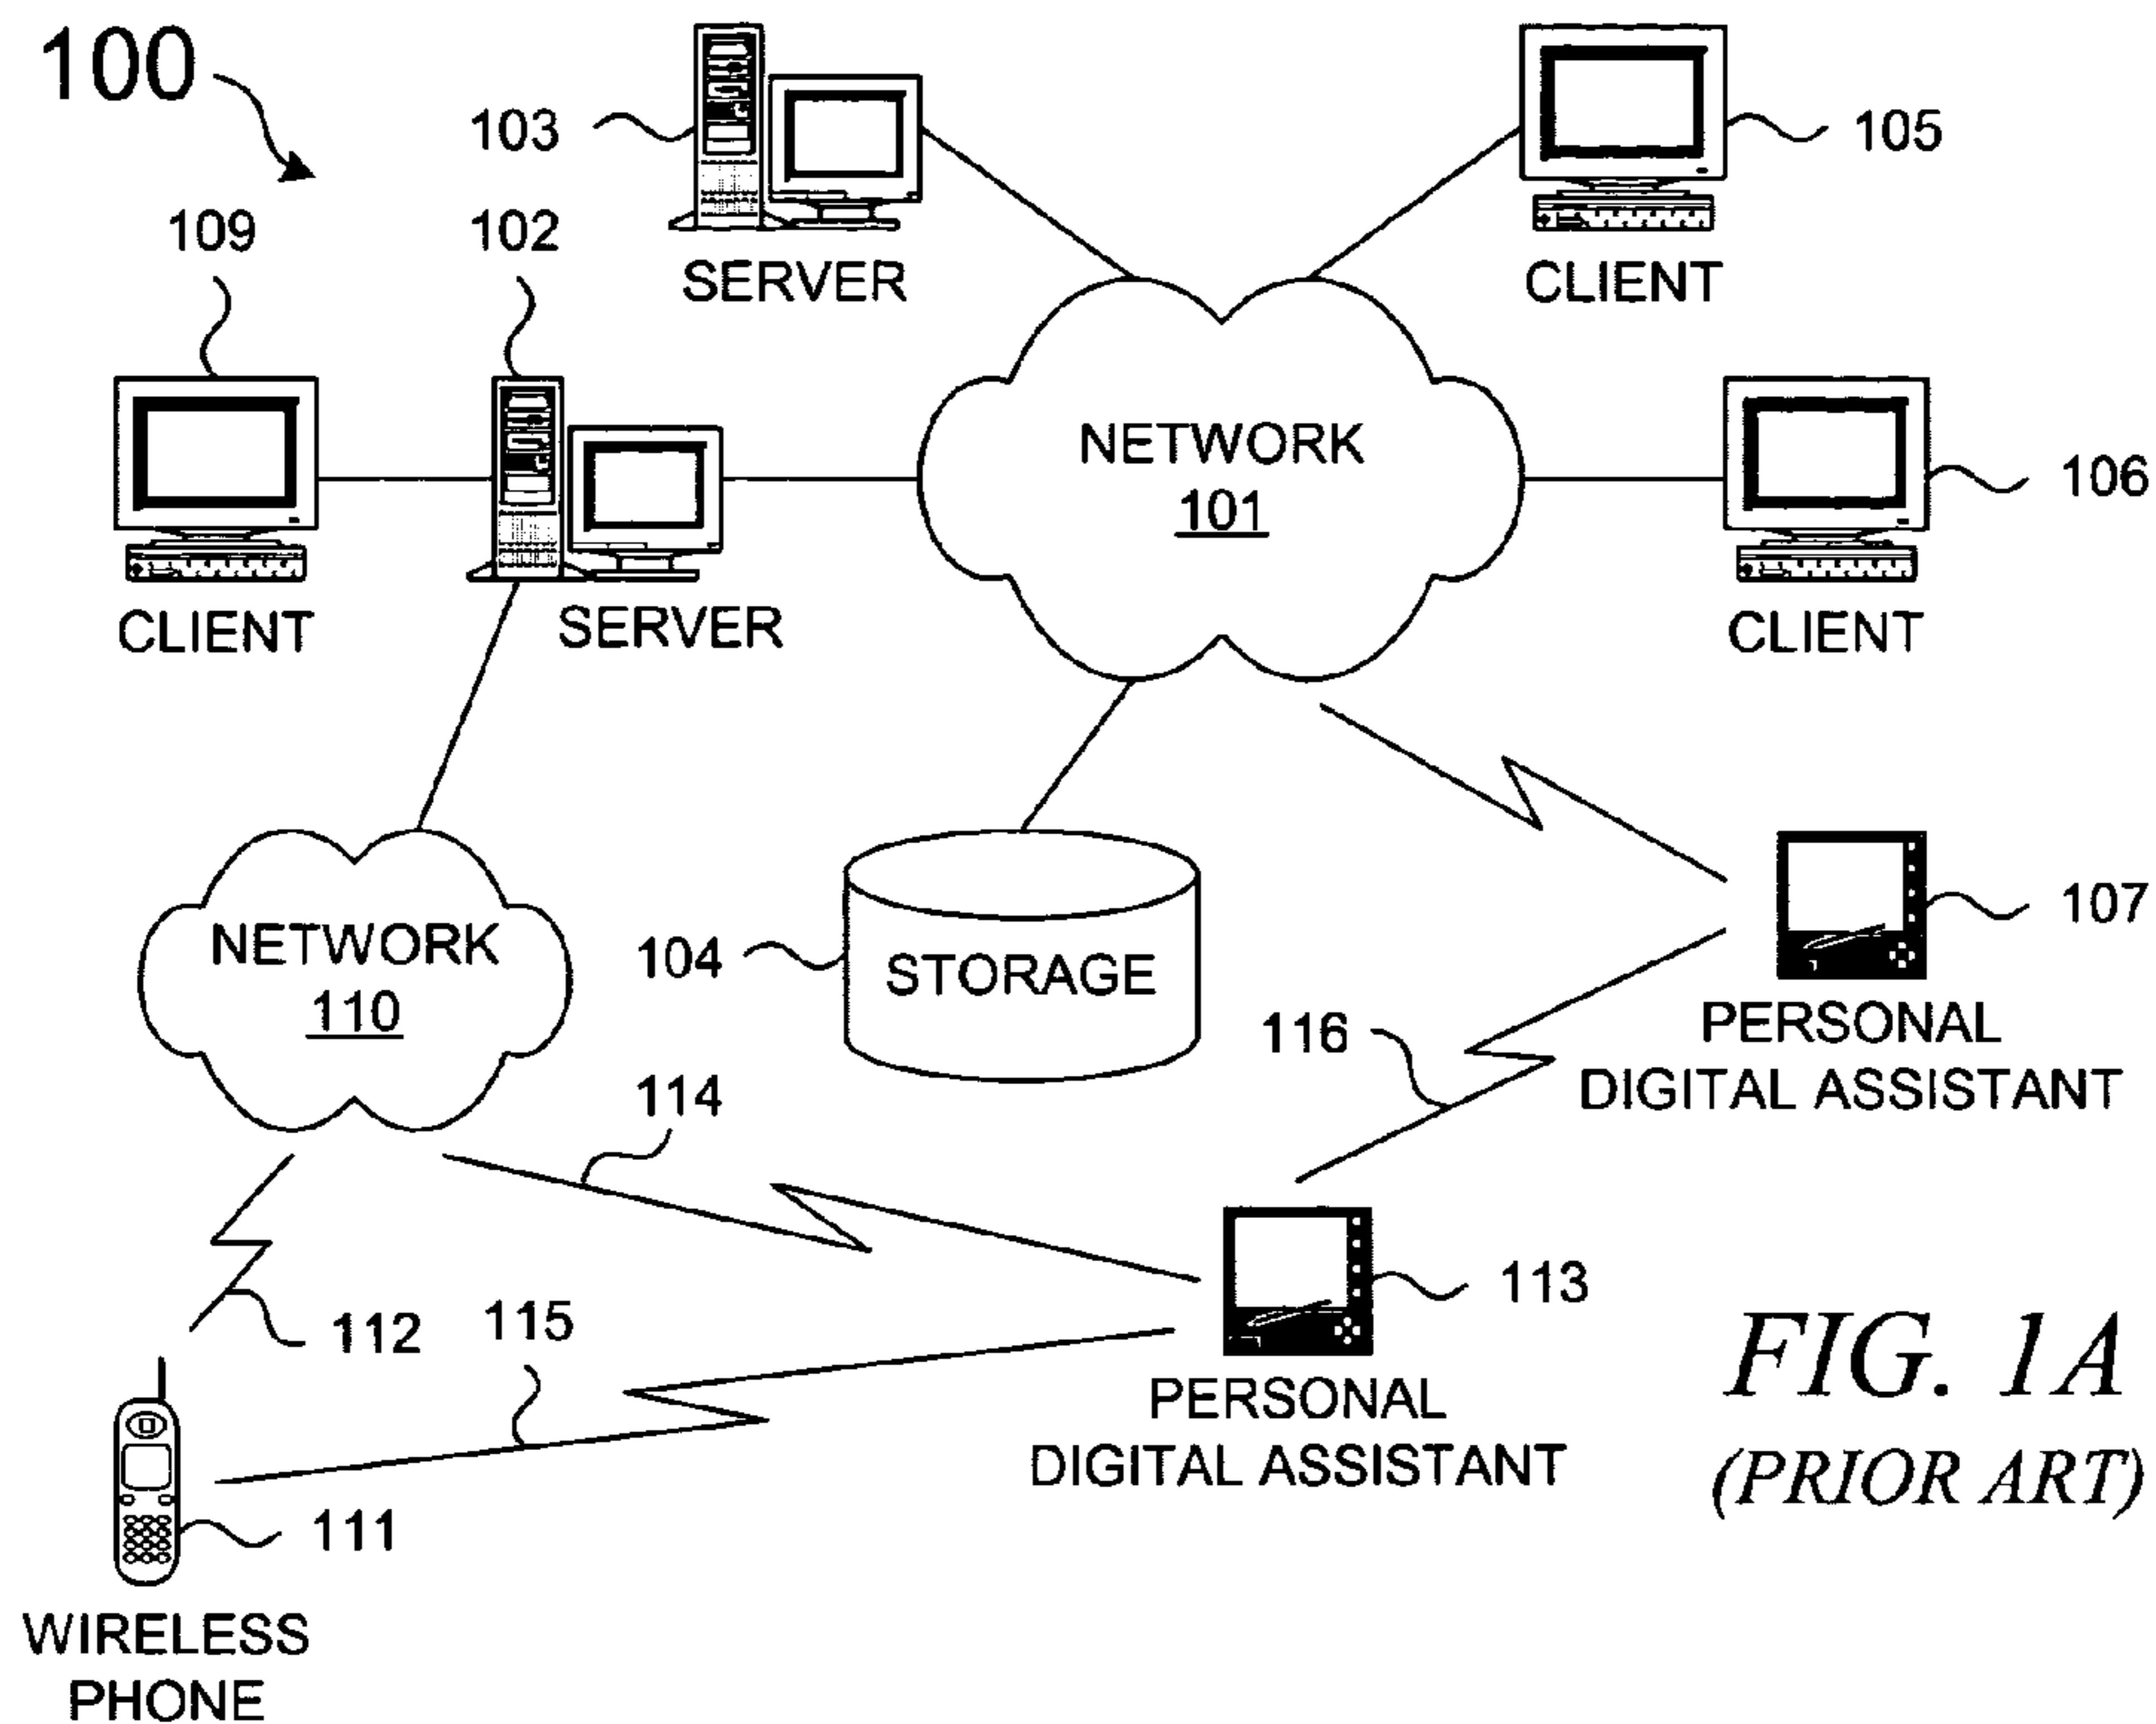 100
103
105
109
102
SERVER
CLIENT
NETWORK
101
106
CLIENT
SERVER
CLIENT
107
NETWORK
110
104
STORAGE
116
PERSONAL
DIGITAL ASSISTANT
114
113
112
115
PERSONAL
DIGITAL ASSISTANT
111
WIRELESS
PHONE
FIG. 1A
(PRIOR ART)